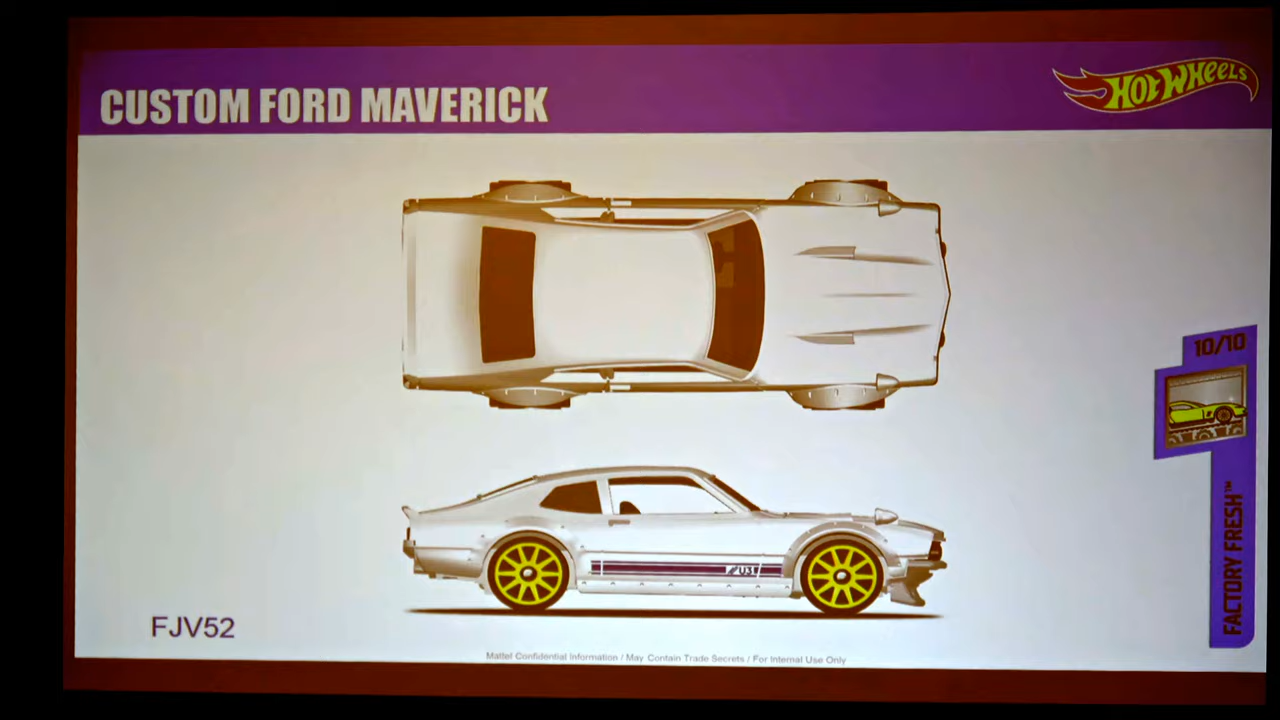 CUSTOM FORD MAVERICK
HOT WHEELS
10/10
FACTORY FRESH™
FJV52
Mattel Confidential Information / May Contain Trade Secrets / For Internal Use Only